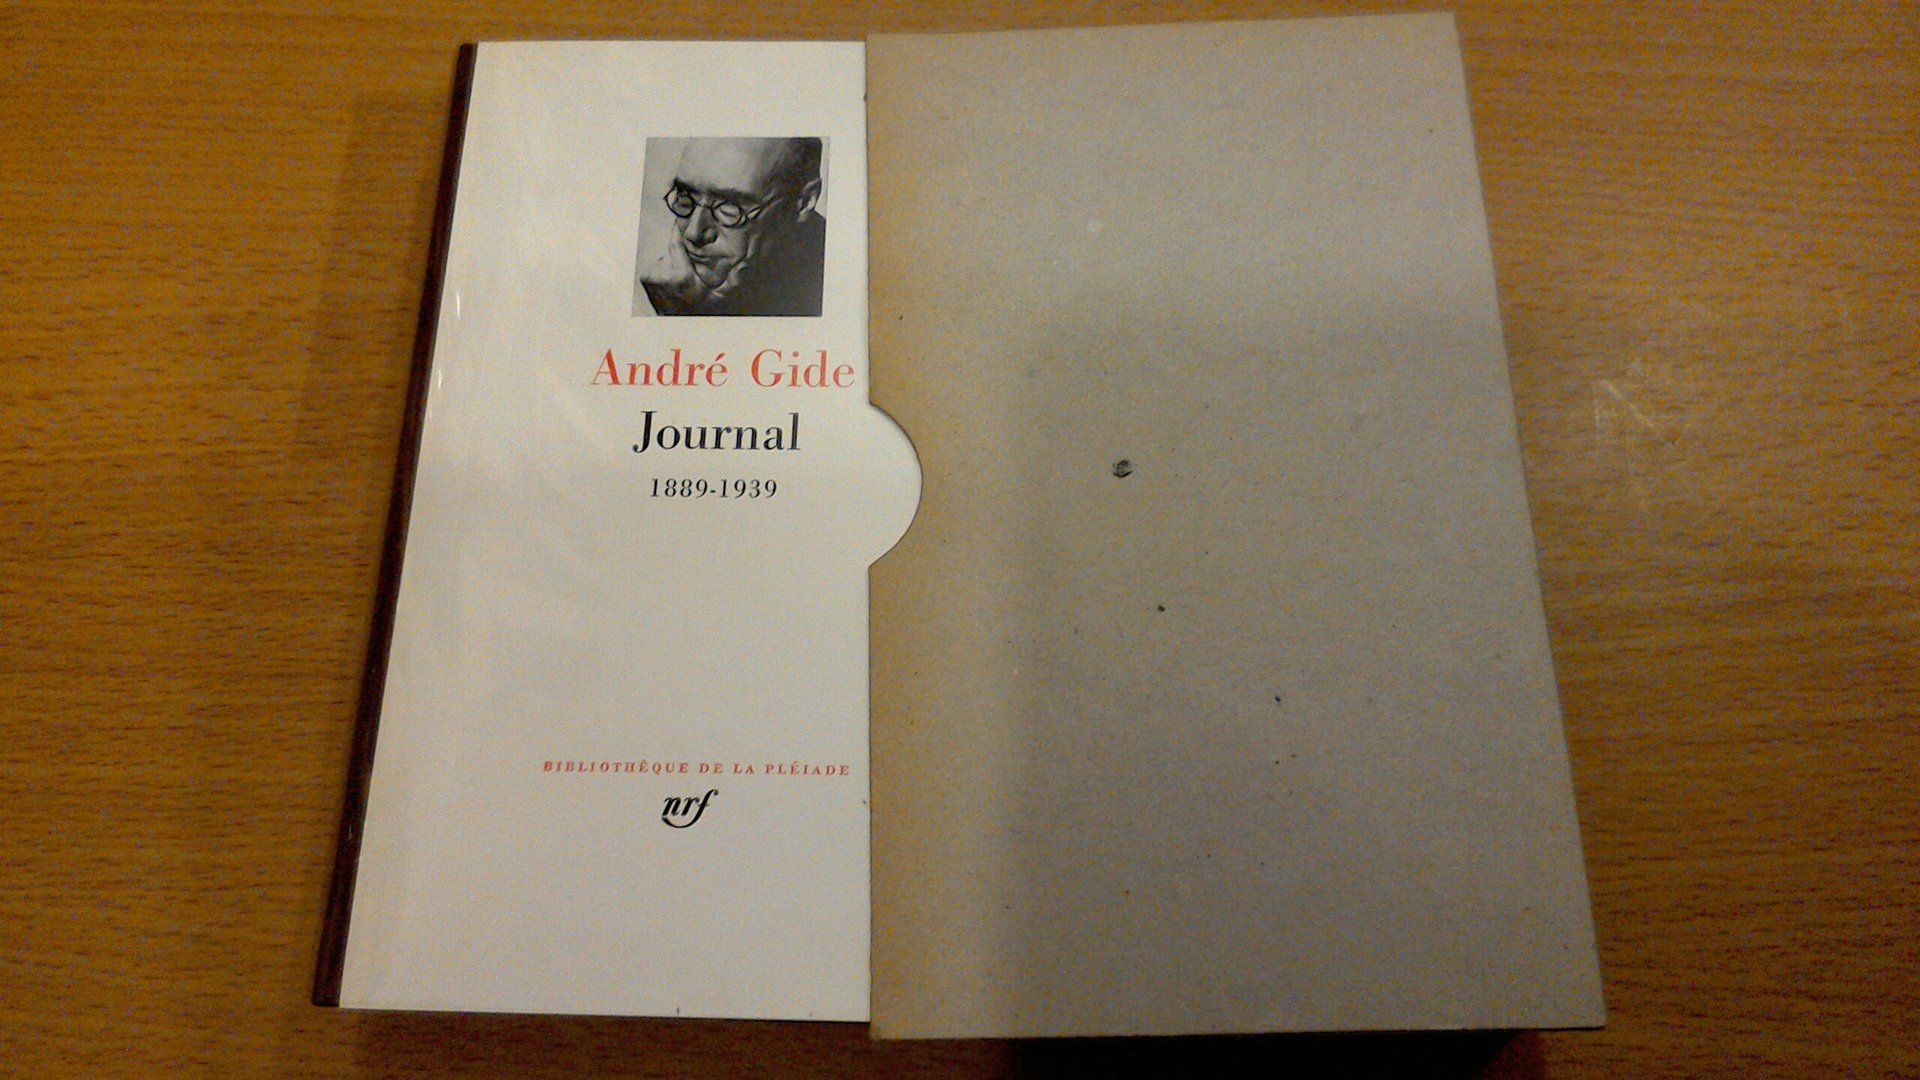 André Gide
Journal
1889-1939
BIBLIOTHÈQUE DE LA PLÉIADE
nrf